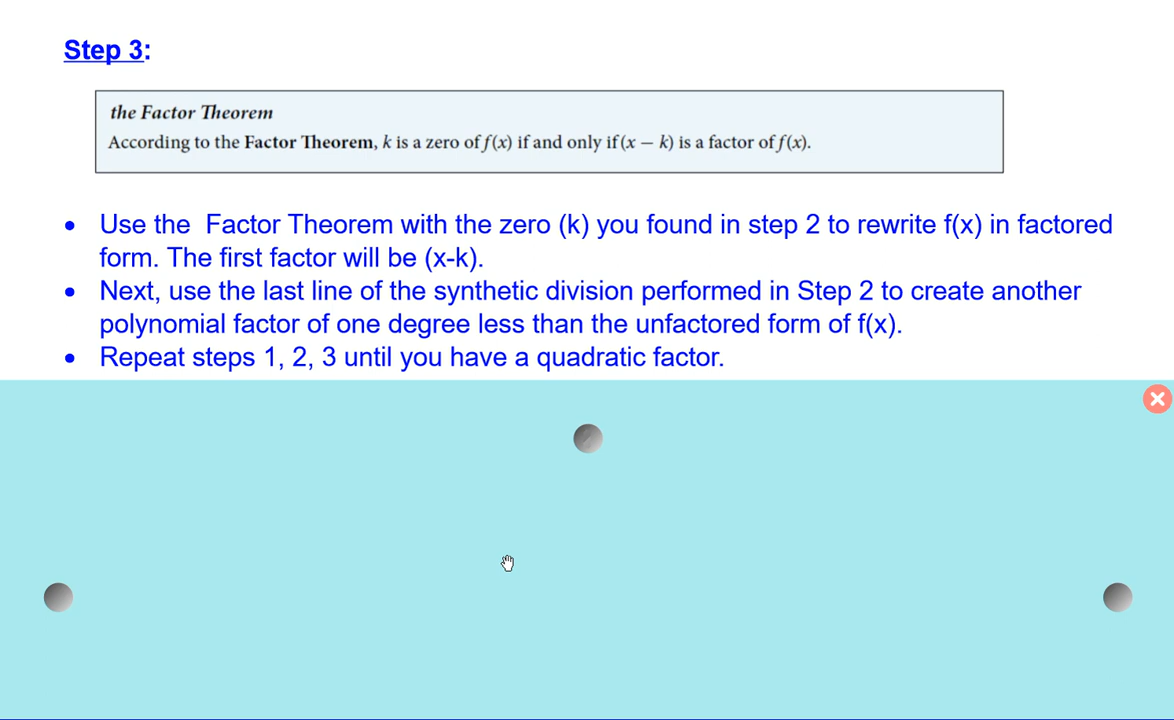 Step 3:
the Factor Theorem
According to the Factor Theorem, k is a zero of f(x) if and only if (x − k) is a factor of f(x).
• Use the  Factor Theorem with the zero (k) you found in step 2 to rewrite f(x) in factored
form. The first factor will be (x-k).
• Next, use the last line of the synthetic division performed in Step 2 to create another
polynomial factor of one degree less than the unfactored form of f(x).
• Repeat steps 1, 2, 3 until you have a quadratic factor.